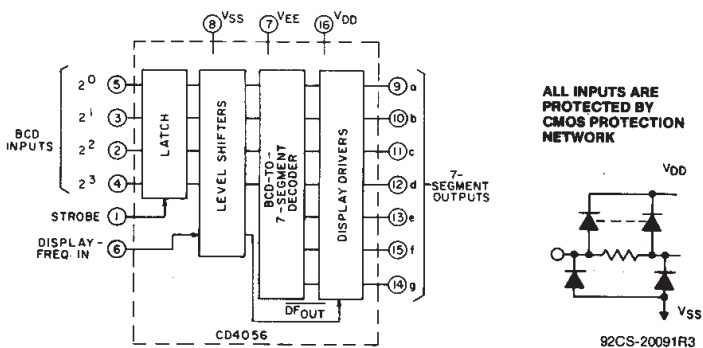 8 VSS
7 VEE
16 VDD
BCD
INPUTS
2⁰ 5
2¹ 3
2² 2
2³ 4
STROBE 1
DISPLAY-
FREQ. IN
6
LATCH
LEVEL SHIFTERS
BCD-TO-
7-SEGMENT
DECODER
DISPLAY DRIVERS
9 a
10 b
11 c
12 d
13 e
15 f
14 g
7-
SEGMENT
OUTPUTS
DFOUT
CD4056
ALL INPUTS ARE
PROTECTED BY
CMOS PROTECTION
NETWORK
VDD
VSS
92CS-20091R3